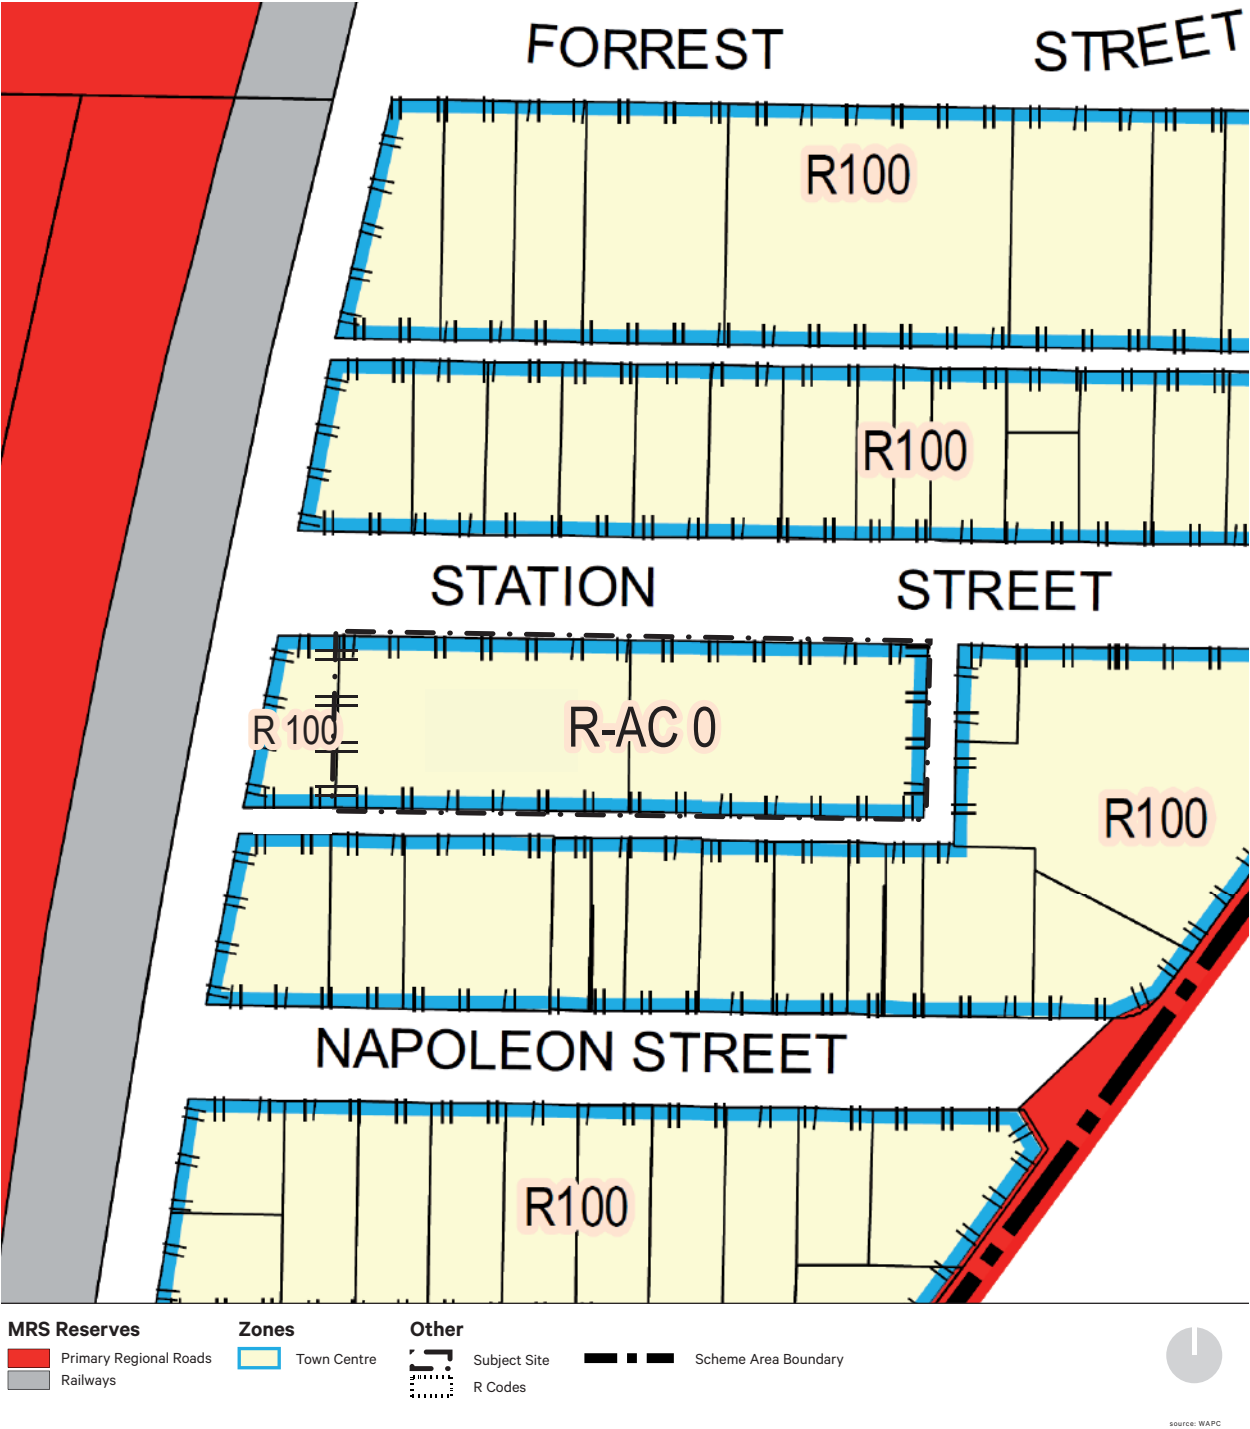 FORREST STREET
R100
R100
STATION STREET
R 100
R-AC 0
R100
NAPOLEON STREET
R100
MRS Reserves
Primary Regional Roads
Railways
Zones
Town Centre
Other
Subject Site
R Codes
Scheme Area Boundary
source: WAPC